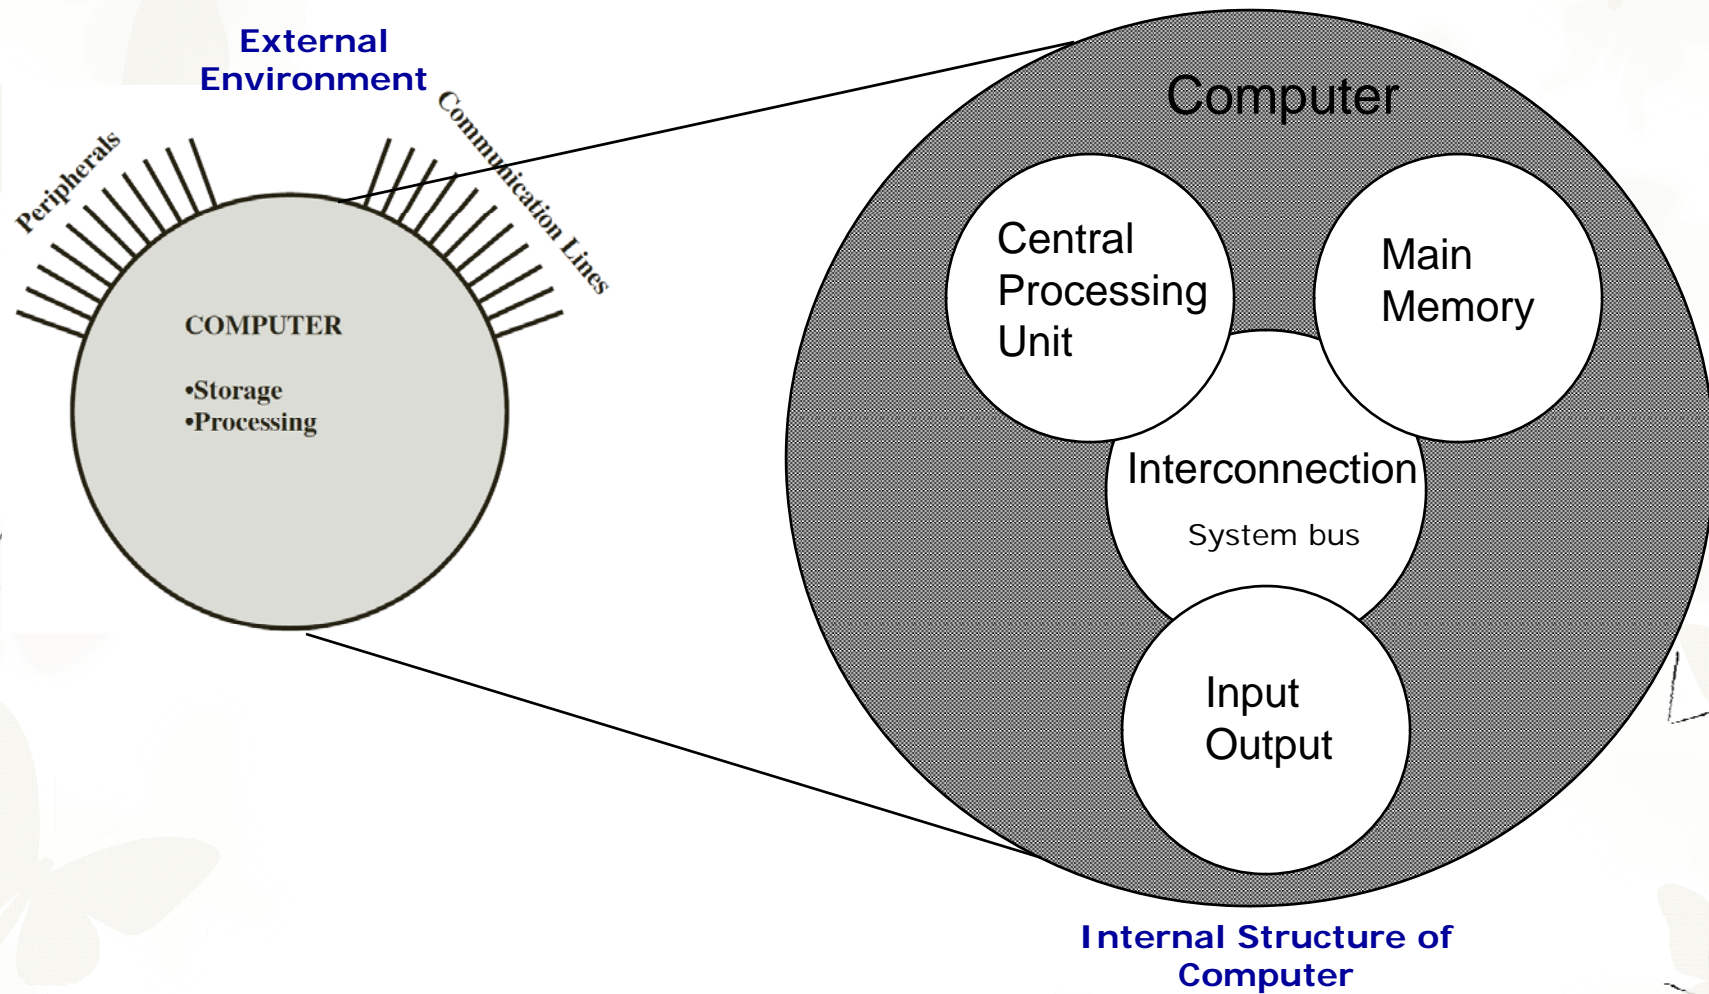 External
Environment
Peripherals
Communication Lines
COMPUTER
•Storage
•Processing
Computer
Central
Processing
Unit
Main
Memory
Interconnection
System bus
Input
Output
Internal Structure of
Computer